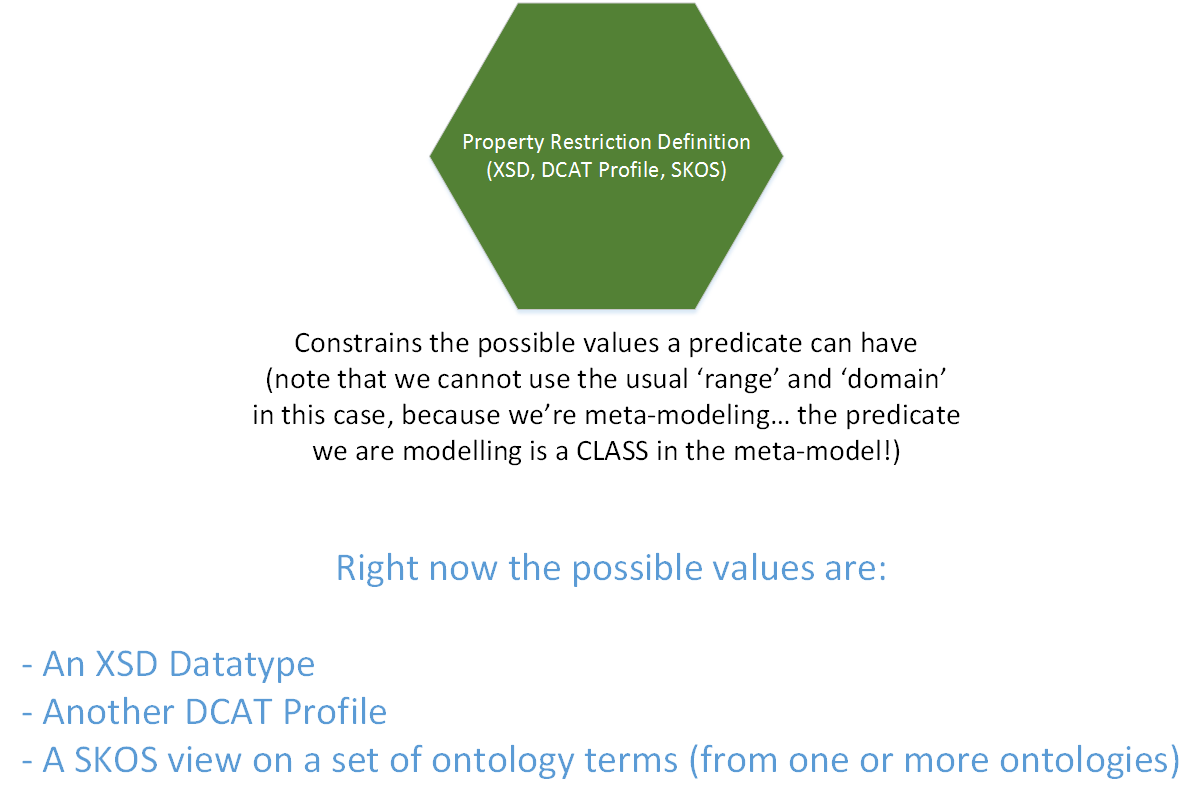 Property Restriction Definition
(XSD, DCAT Profile, SKOS)
Constrains the possible values a predicate can have
(note that we cannot use the usual ‘range’ and ‘domain’
in this case, because we’re meta-modeling… the predicate
we are modelling is a CLASS in the meta-model!)
Right now the possible values are:
- An XSD Datatype
- Another DCAT Profile
- A SKOS view on a set of ontology terms (from one or more ontologies)